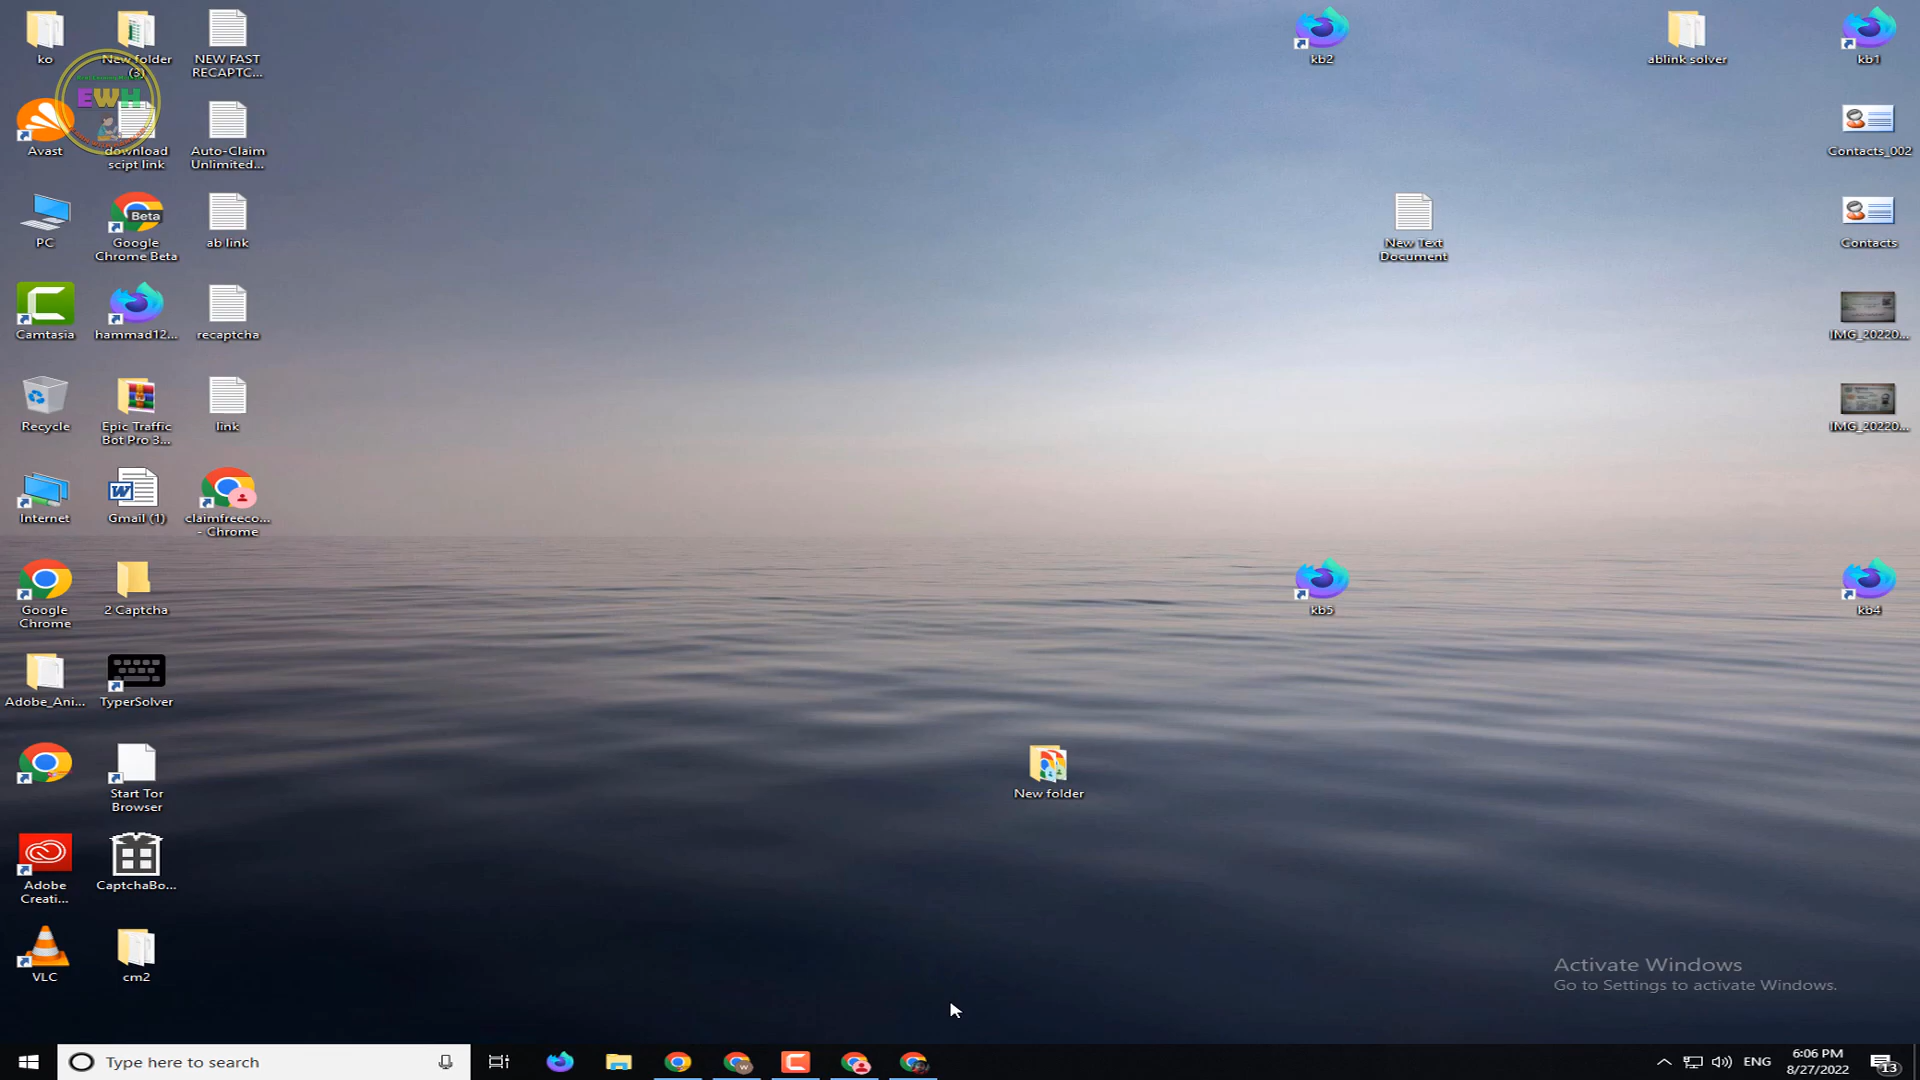 ko
New folder
(3)
NEW FAST
RECAPTC...
kb2
ablink solver
kb1
EWH
Avast
download
scipt link
Auto-Claim
Unlimited...
Contacts_002
PC
Beta
Google
Chrome Beta
ab link
New Text
Document
Contacts
Camtasia
hammad12...
recaptcha
IMG_20220...
Recycle
Epic Traffic
Bot Pro 3...
link
IMG_20220...
Internet
Gmail (1)
claimfreeco...
- Chrome
Google
Chrome
2 Captcha
kb5
kb4
Adobe_Ani...
TyperSolver
Start Tor
Browser
New folder
Adobe
Creati...
CaptchaBo...
VLC
cm2
Activate Windows
Go to Settings to activate Windows.
Type here to search
ENG
6:06 PM
8/27/2022
13